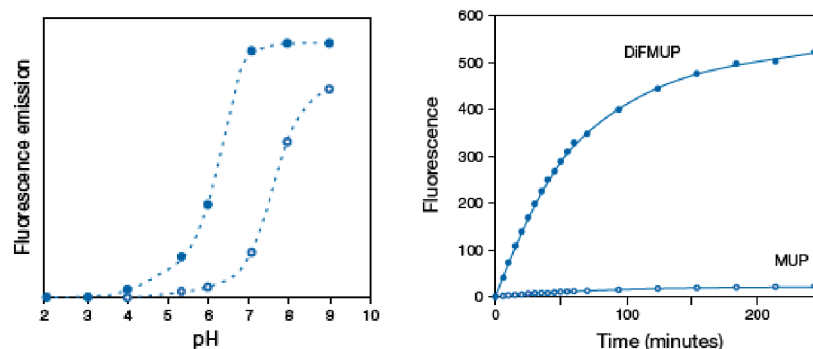 Fluorescence emission
2 3 4 5 6 7 8 9 10
pH
600
500
400
300
200
100
0
Fluorescence
DiFMUP
MUP
0 100 200
Time (minutes)